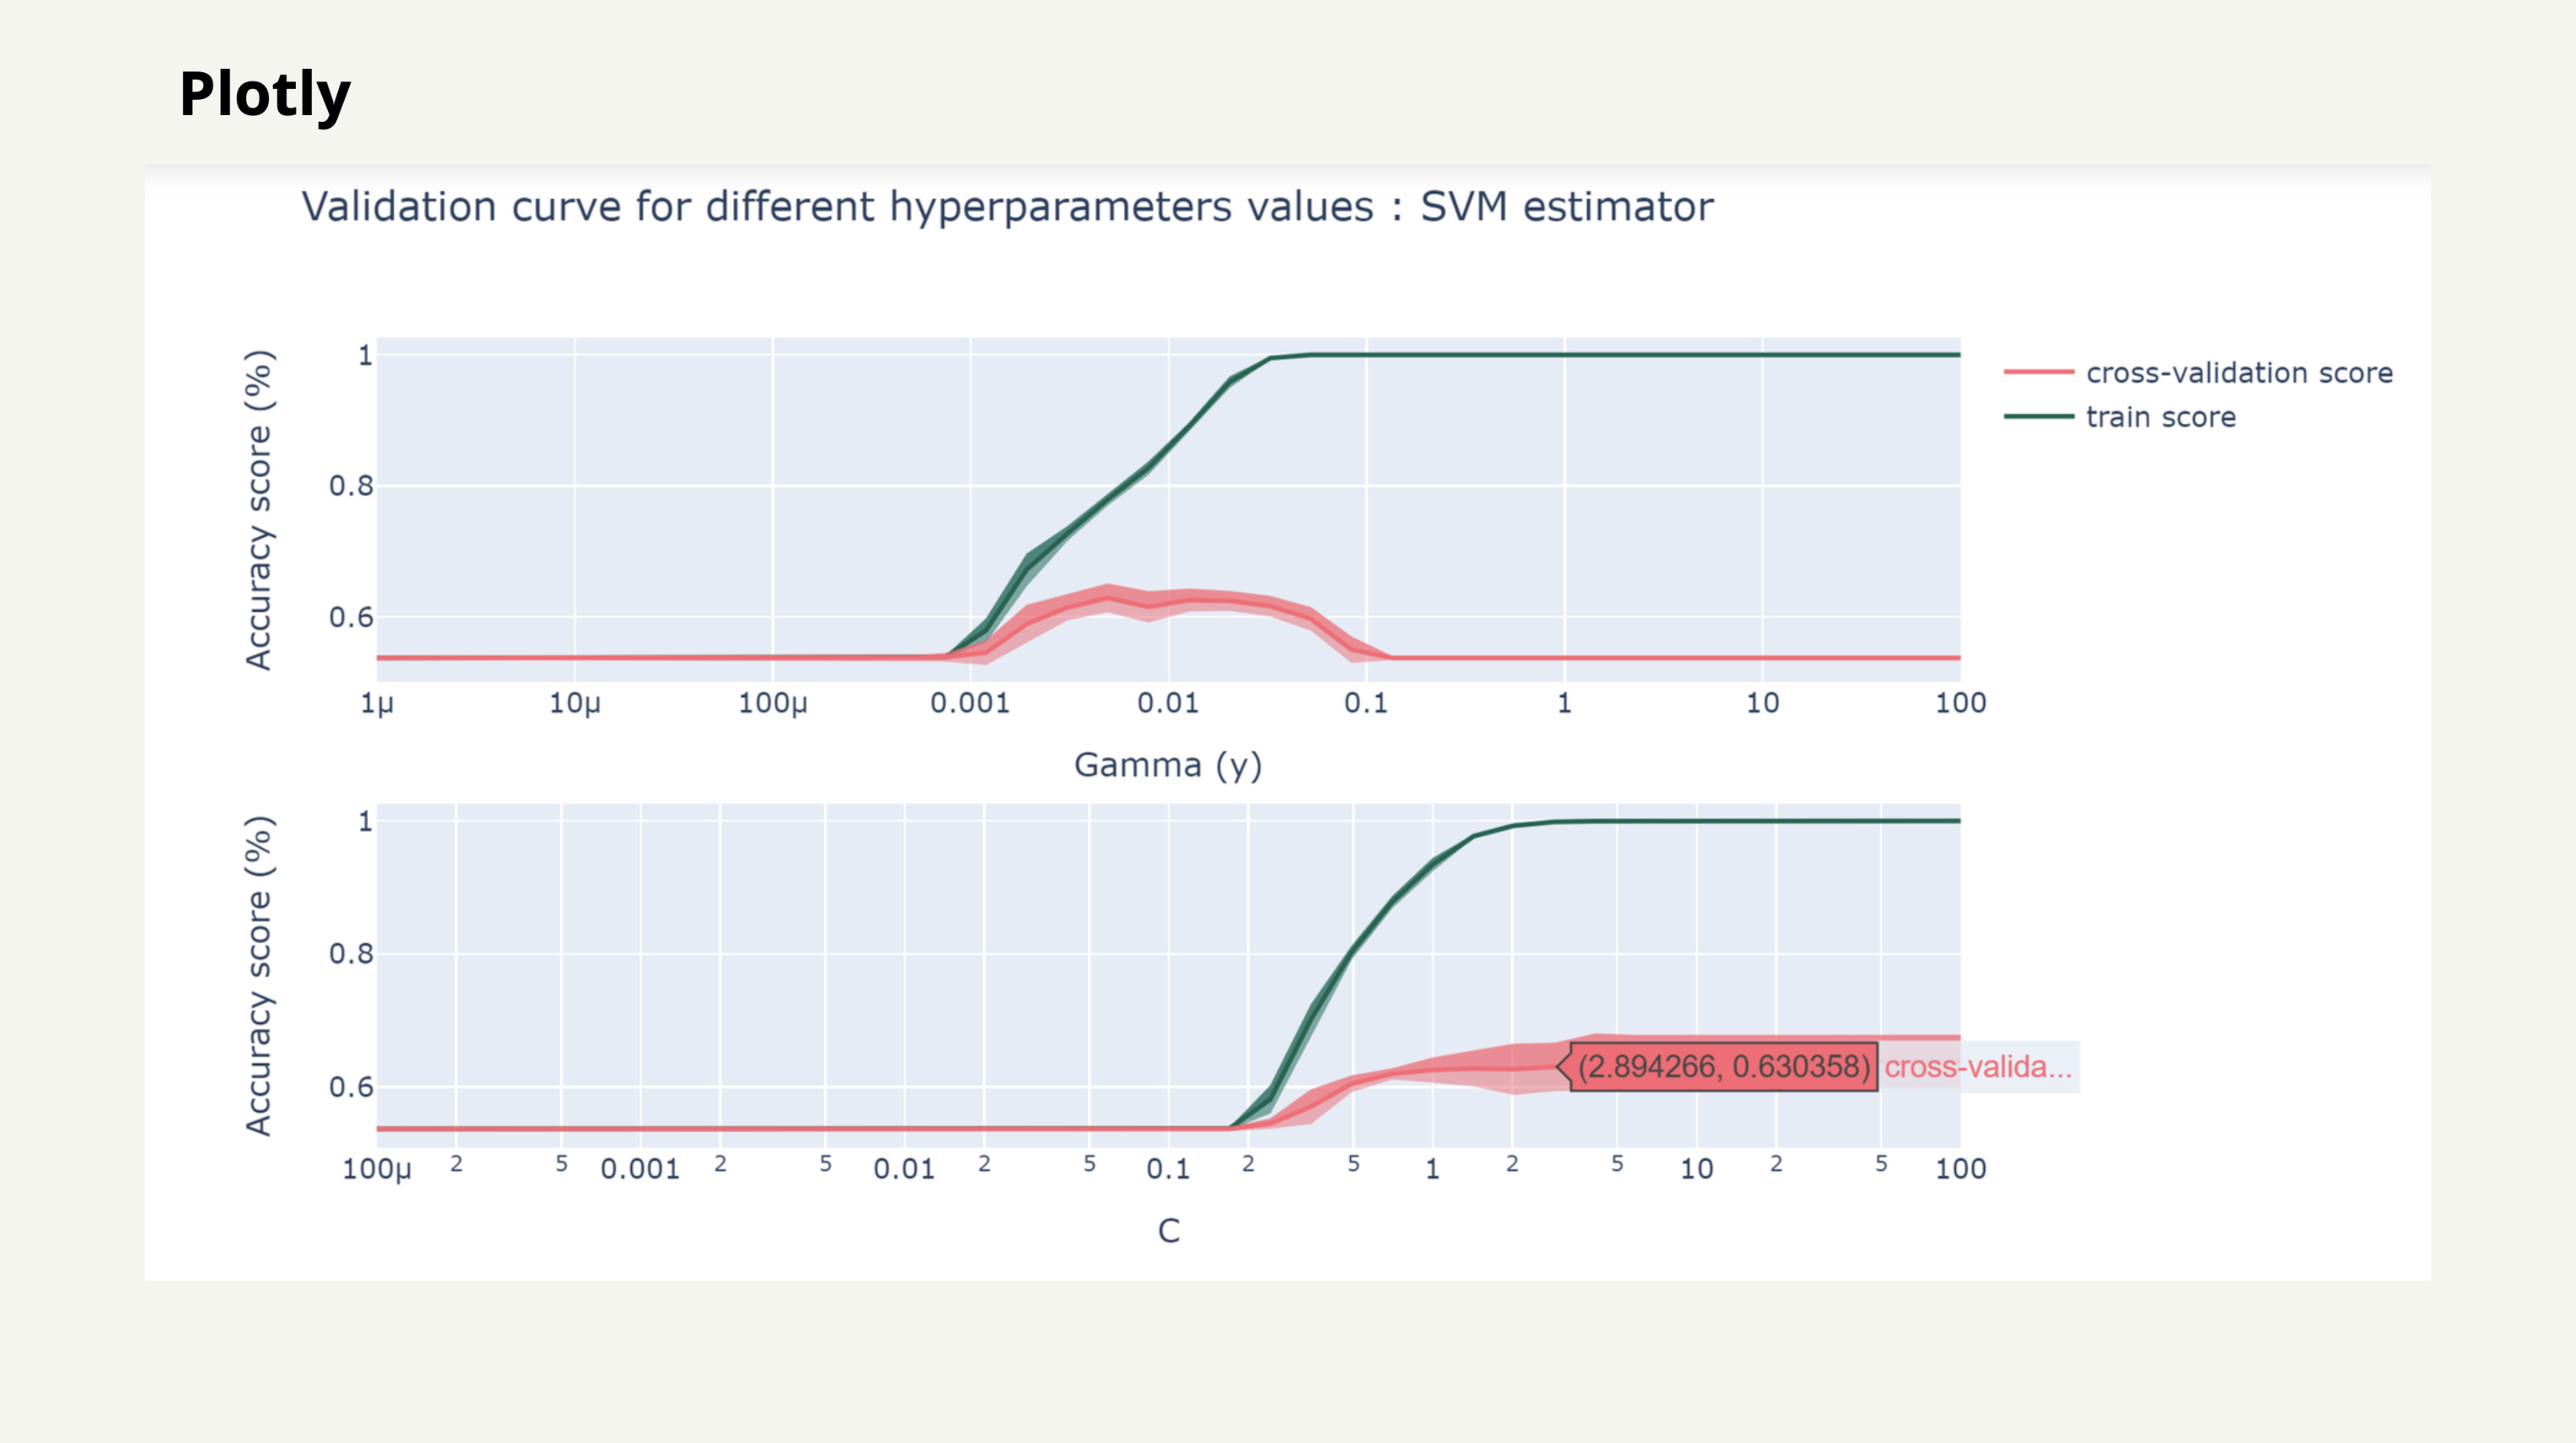 Plotly
Validation curve for different hyperparameters values : SVM estimator
Accuracy score (%)
1
0.8
0.6
1μ 10μ 100μ 0.001 0.01 0.1 1 10 100
Gamma (y)
cross-validation score
train score
Accuracy score (%)
1
0.8
0.6
(2.894266, 0.630358) cross-valida...
100μ 2 5 0.001 2 5 0.01 2 5 0.1 2 5 1 2 5 10 2 5 100
C